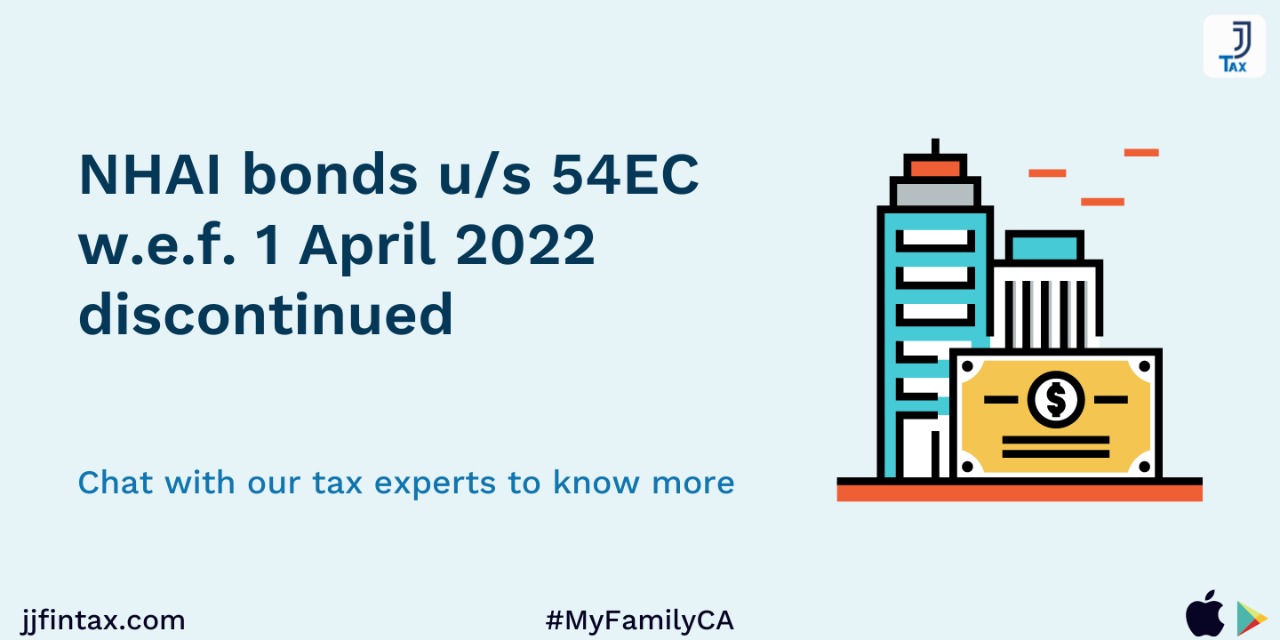 J
TAX
NHAI bonds u/s 54EC
w.e.f. 1 April 2022
discontinued
$
Chat with our tax experts to know more
jjfintax.com
#MyFamilyCA